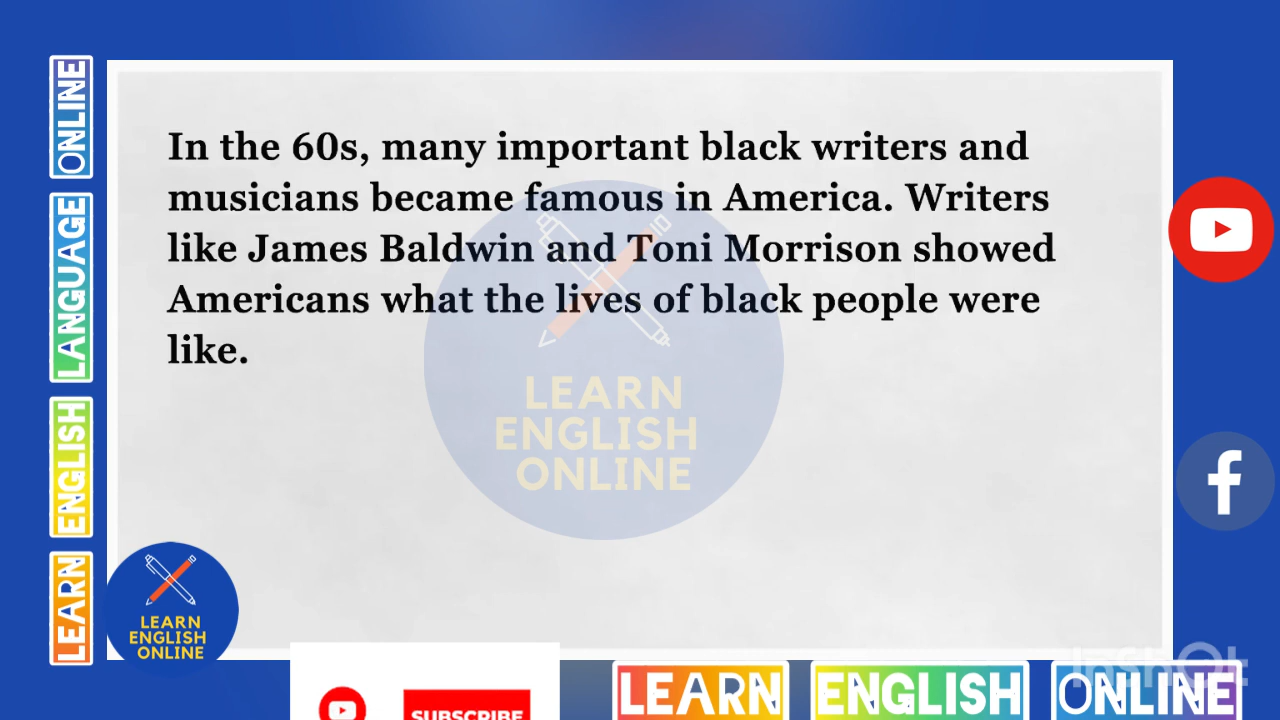 In the 60s, many important black writers and
musicians became famous in America. Writers
like James Baldwin and Toni Morrison showed
Americans what the lives of black people were
like.
LEARN
ENGLISH
ONLINE
LEARN ENGLISH LANGUAGE ONLINE
LEARN
ENGLISH
ONLINE
SUBSCRIBE
LEARN ENGLISH ONLINE
InShOt